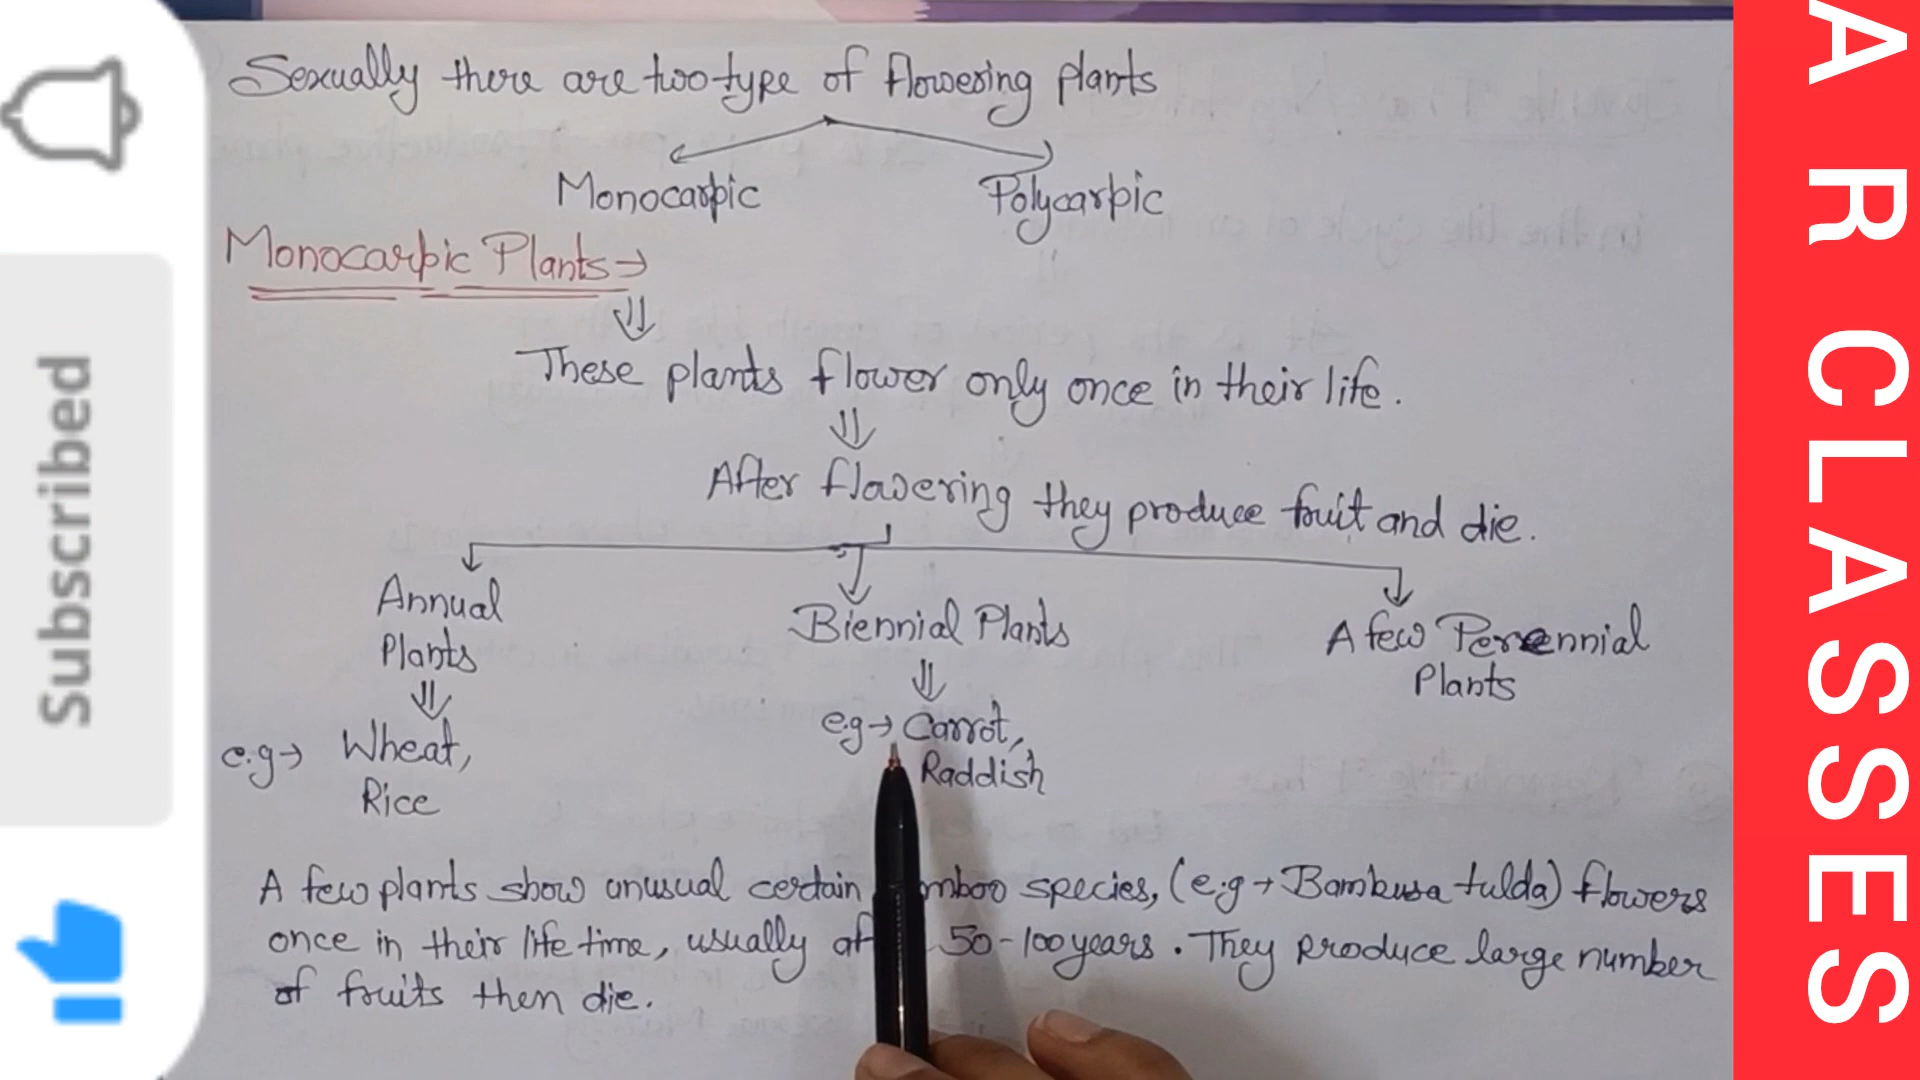 Sexually there are two type of flowering plants
Monocarpic Polycarpic
Monocarpic Plants→
These plants flower only once in their life.
After flowering they produce fruit and die.
Annual Plants
Biennial Plants
A few Perennial Plants
e.g→ Wheat, Rice
e.g→ Carrot, Raddish
A few plants show unusual certain species, (e.g→ Bambusa tulda) flowers
once in their life time, usually 50-100 years. They produce large number
of fruits then die.
Subscribed
A R CLASSES